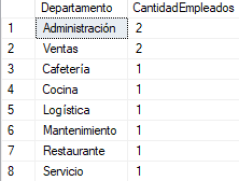 Departamento CantidadEmpleados
1 Administración 2
2 Ventas 2
3 Cafetería 1
4 Cocina 1
5 Logística 1
6 Mantenimiento 1
7 Restaurante 1
8 Servicio 1